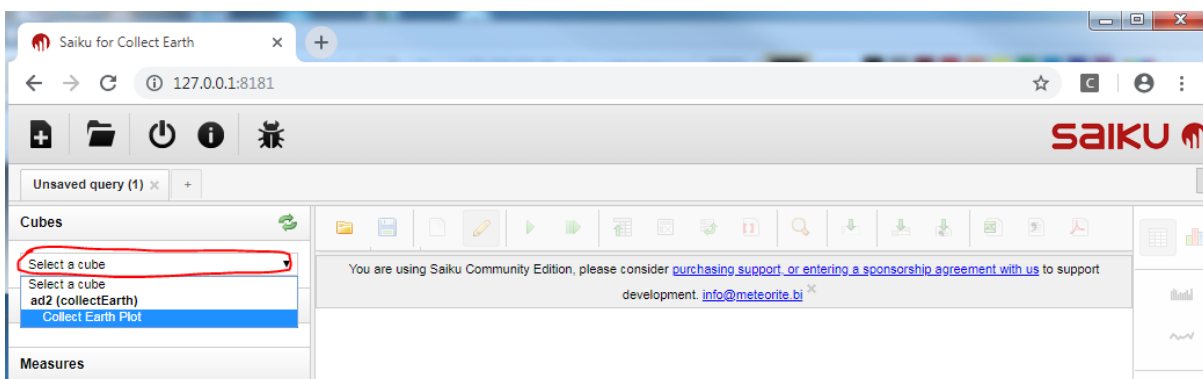 Saiku for Collect Earth
127.0.0.1:8181
saiku
Unsaved query (1)
Cubes
Select a cube
You are using Saiku Community Edition, please consider purchasing support, or entering a sponsorship agreement with us to support
development. info@meteorite.bi
Select a cube
ad2 (collectEarth)
Collect Earth Plot
Measures